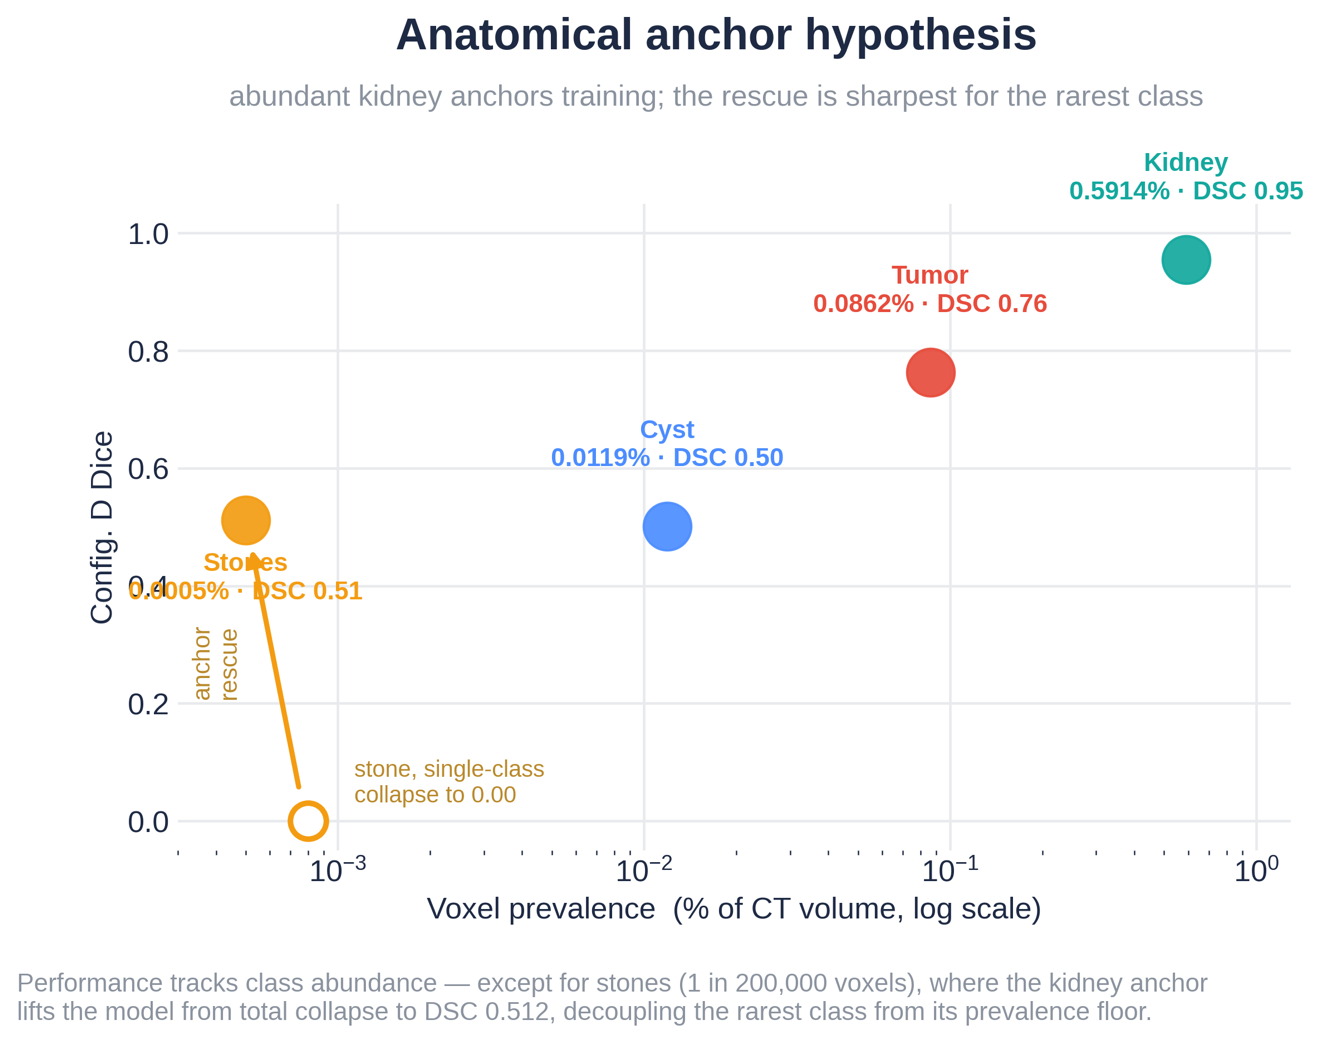 Anatomical anchor hypothesis
abundant kidney anchors training; the rescue is sharpest for the rarest class
Kidney
0.5914% · DSC 0.95
Tumor
0.0862% · DSC 0.76
Cyst
0.0119% · DSC 0.50
Stones
0.0005% · DSC 0.51
anchor
rescue
stone, single-class
collapse to 0.00
Config. D Dice
1.0
0.8
0.6
0.4
0.2
0.0
10⁻³ 10⁻² 10⁻¹ 10⁰
Voxel prevalence (% of CT volume, log scale)
Performance tracks class abundance — except for stones (1 in 200,000 voxels), where the kidney anchor
lifts the model from total collapse to DSC 0.512, decoupling the rarest class from its prevalence floor.